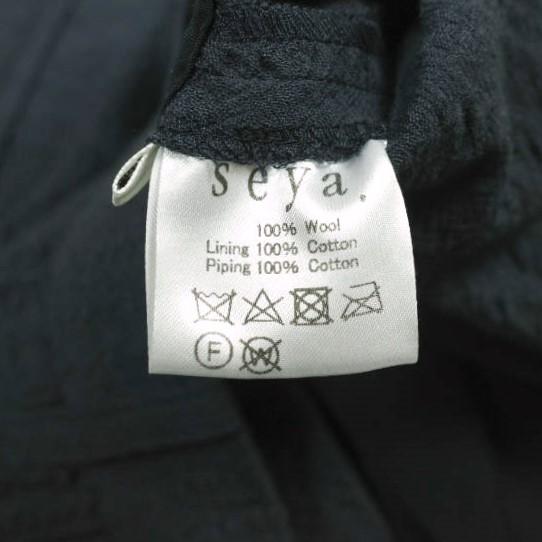 seya.
100% Wool
Lining 100% Cotton
Piping 100% Cotton
F W